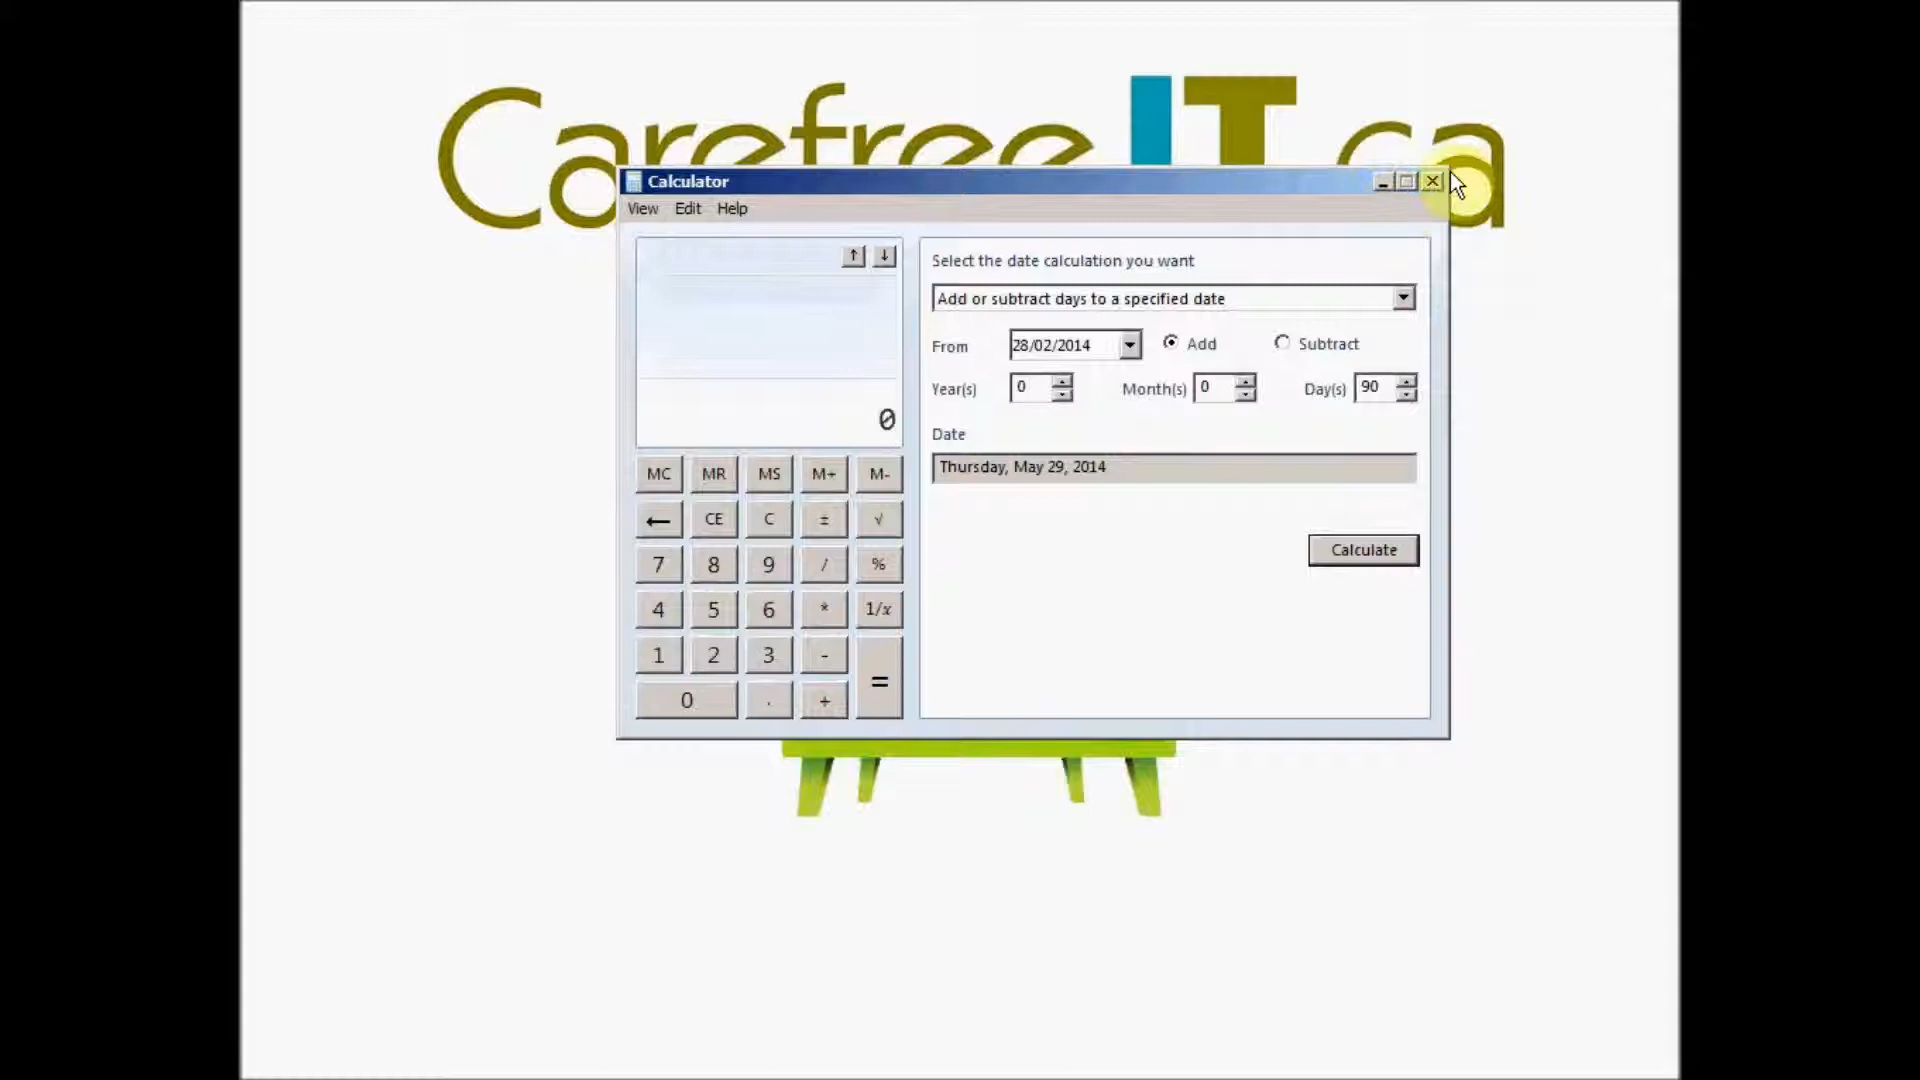 CarefreeIT.ca
Calculator
View Edit Help
↑ ↓
0
MC MR MS M+ M-
← CE C ± √
7 8 9 / %
4 5 6 * 1/x
1 2 3 - =
0 . +
Select the date calculation you want
Add or subtract days to a specified date
From 28/02/2014 Add Subtract
Year(s) 0 Month(s) 0 Day(s) 90
Date
Thursday, May 29, 2014
Calculate